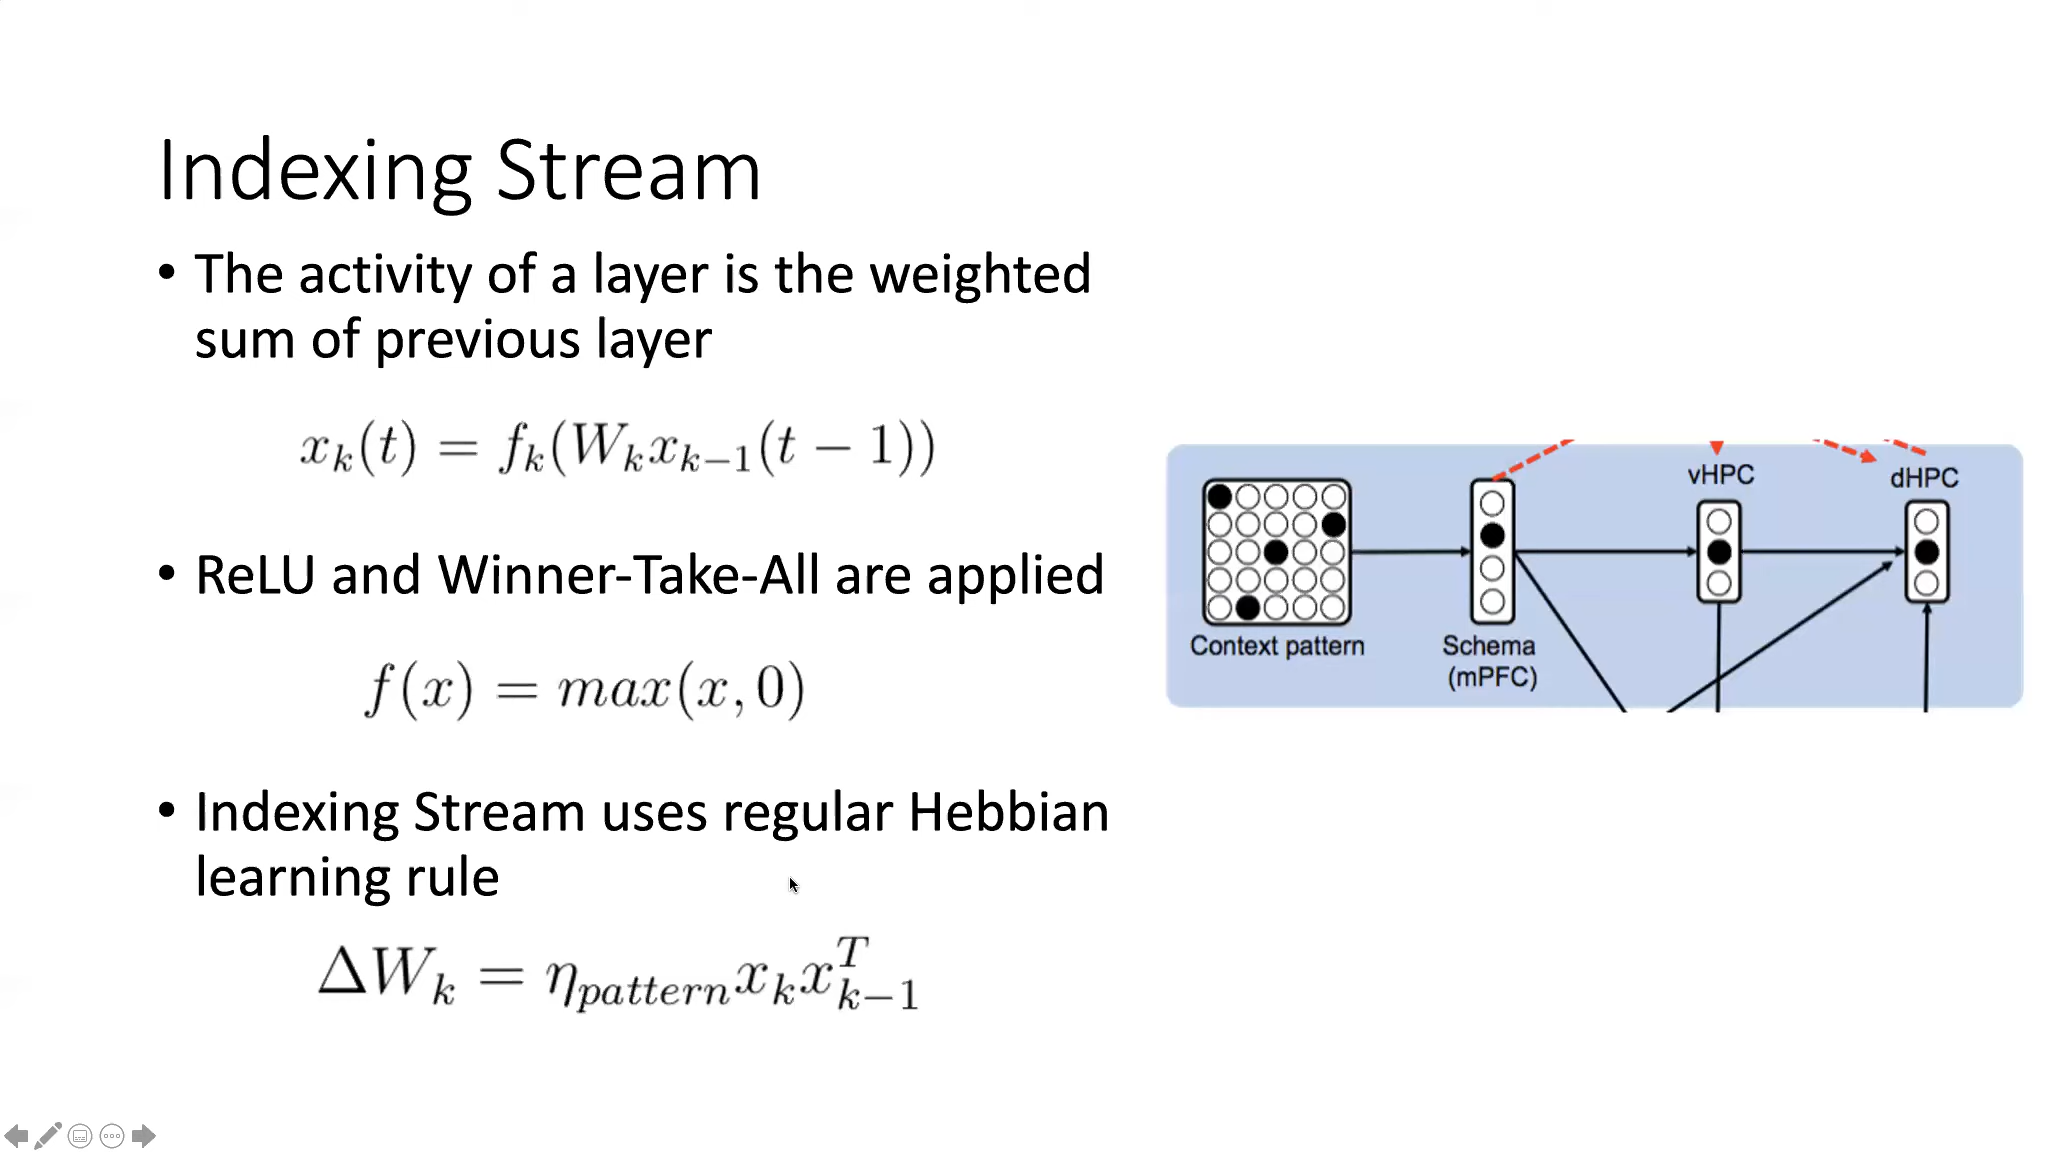 Indexing Stream
• The activity of a layer is the weighted
sum of previous layer
x_k(t) = f_k(W_k x_{k−1}(t − 1))
• ReLU and Winner-Take-All are applied
f(x) = max(x, 0)
• Indexing Stream uses regular Hebbian
learning rule
ΔW_k = η_{pattern} x_k x_{k−1}^T
vHPC
dHPC
Context pattern
Schema
(mPFC)